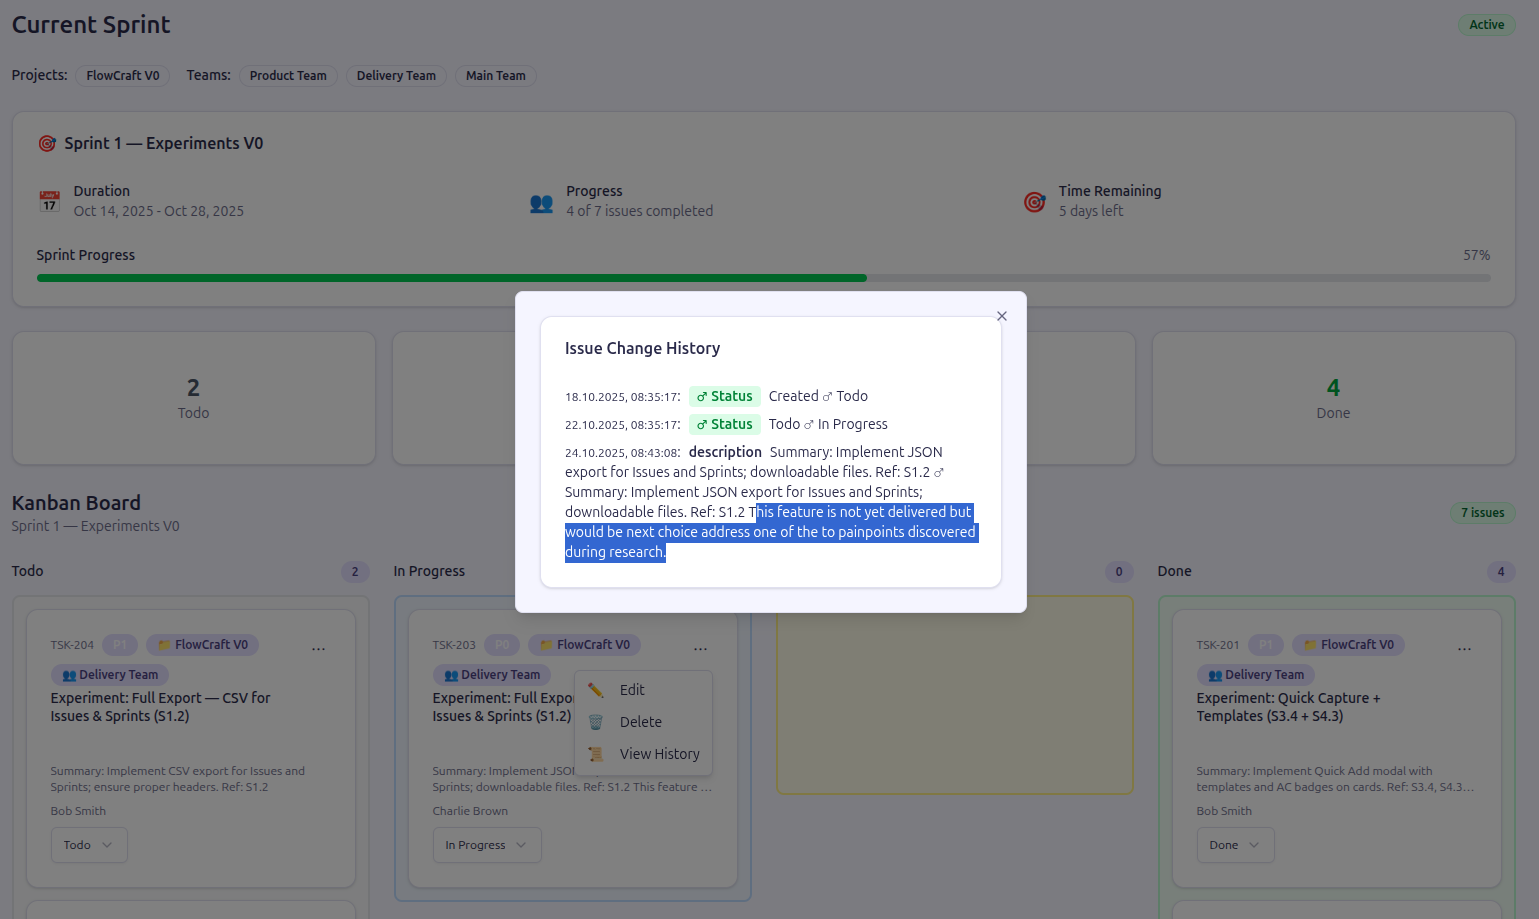 Current Sprint
Active
Projects: FlowCraft V0 Teams: Product Team Delivery Team Main Team
Sprint 1 — Experiments V0
Duration
Oct 14, 2025 - Oct 28, 2025
Progress
4 of 7 issues completed
Time Remaining
5 days left
Sprint Progress
57%
2
Todo
4
Done
Issue Change History
18.10.2025, 08:35:17: ♂ Status Created ♂ Todo
22.10.2025, 08:35:17: ♂ Status Todo ♂ In Progress
24.10.2025, 08:43:08: description Summary: Implement JSON
export for Issues and Sprints; downloadable files. Ref: S1.2 ♂
Summary: Implement JSON export for Issues and Sprints;
downloadable files. Ref: S1.2 This feature is not yet delivered but
would be next choice address one of the to painpoints discovered
during research.
Kanban Board
Sprint 1 — Experiments V0
7 issues
Todo
2
TSK-204 P1 FlowCraft V0 ...
Delivery Team
Experiment: Full Export — CSV for
Issues & Sprints (S1.2)
Summary: Implement CSV export for Issues and
Sprints; ensure proper headers. Ref: S1.2
Bob Smith
Todo
In Progress
TSK-203 P0 FlowCraft V0 ...
Delivery Team
Experiment: Full Expo
Issues & Sprints (S1.2)
Edit
Delete
View History
Summary: Implement JSO
Sprints; downloadable files. Ref: S1.2 This feature ...
Charlie Brown
In Progress
0
Done
4
TSK-201 P1 FlowCraft V0 ...
Delivery Team
Experiment: Quick Capture +
Templates (S3.4 + S4.3)
Summary: Implement Quick Add modal with
templates and AC badges on cards. Ref: S3.4, S4.3...
Bob Smith
Done